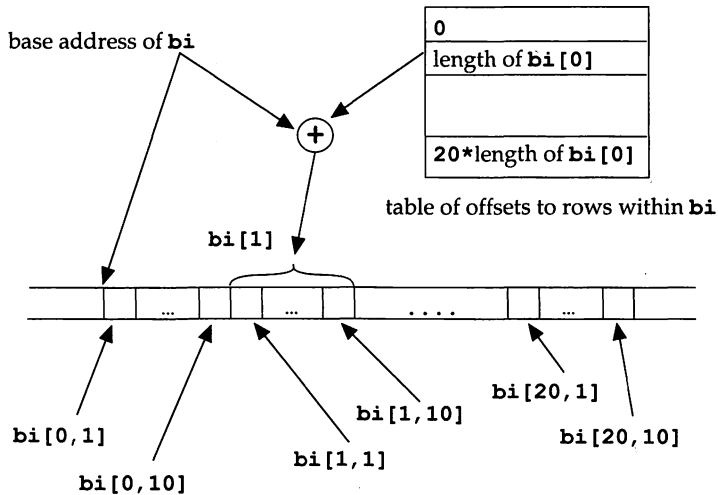 base address of bi
0
length of bi[0]
+
20*length of bi[0]
table of offsets to rows within bi
bi[1]
...
...
....
...
bi[20,1]
bi[1,10]
bi[0,1]
bi[20,10]
bi[1,1]
bi[0,10]